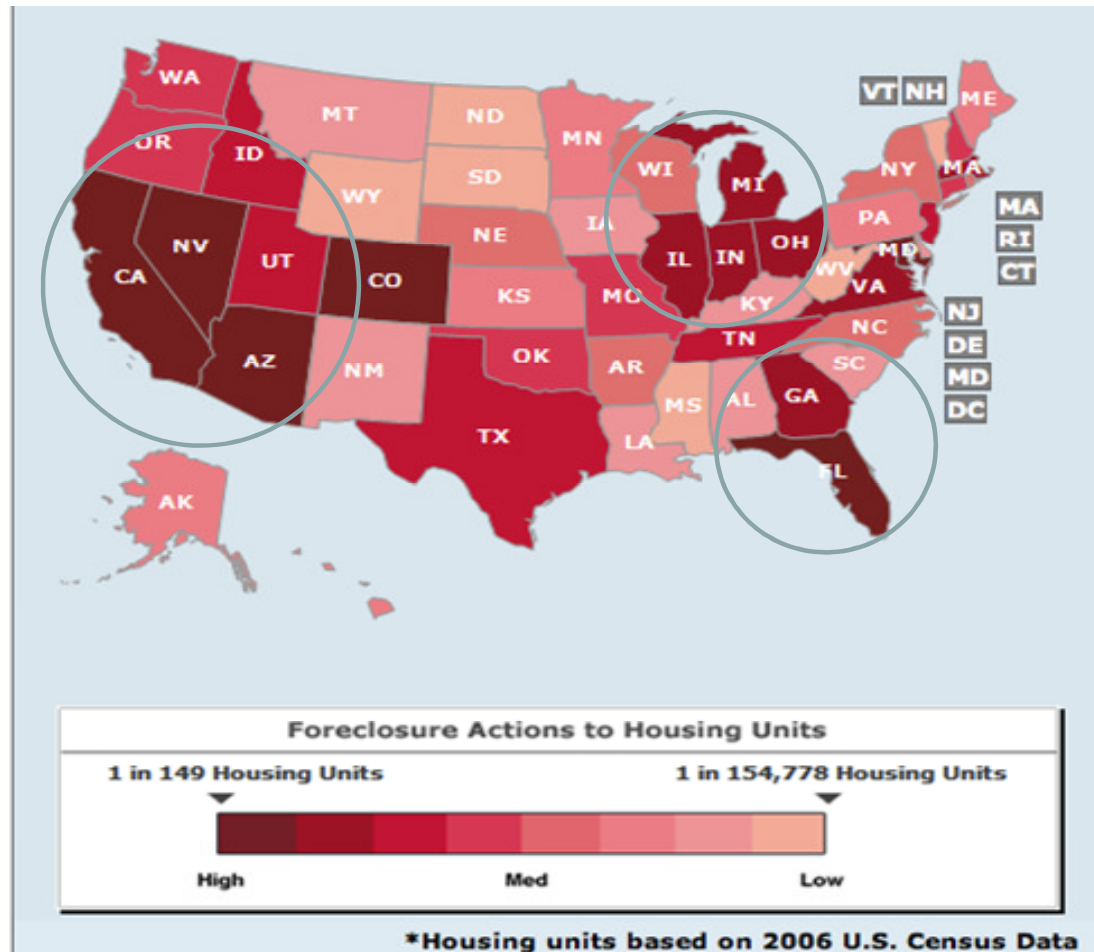 WA
MT
ND
MN
VT NH
ME
OR
ID
WI
NY
MA
WY
SD
MI
IA
PA
MA
NV
NE
OH
RI
CA
UT
CO
IL
IN
MD
CT
WV
VA
KS
MO
KY
NJ
NC
TN
DE
AZ
NM
OK
AR
SC
MD
MS
AL
GA
DC
TX
LA
FL
AK
Foreclosure Actions to Housing Units
1 in 149 Housing Units 1 in 154,778 Housing Units
High Med Low
*Housing units based on 2006 U.S. Census Data